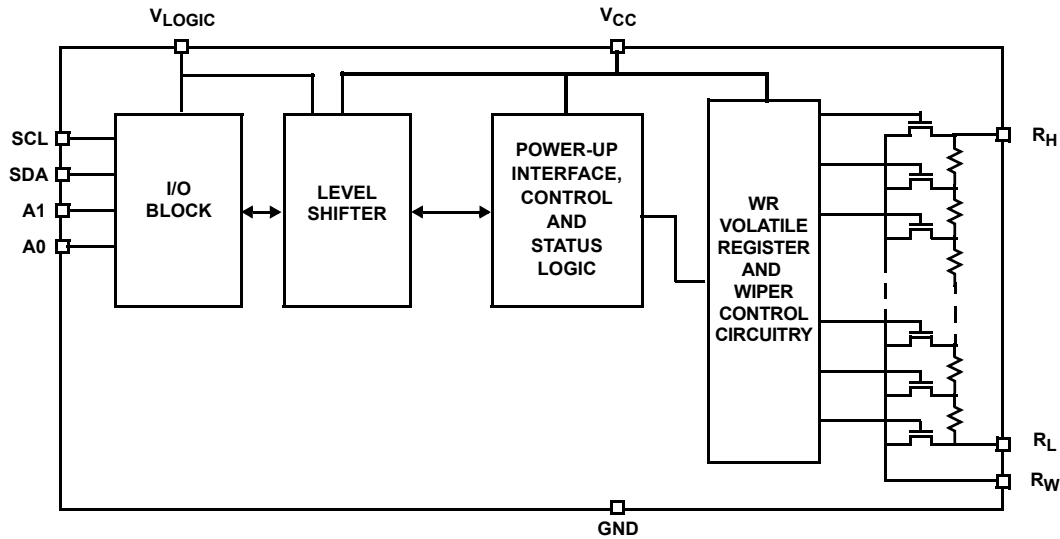 VLOGIC
VCC
SCL
SDA
A1
A0
I/O
BLOCK
LEVEL
SHIFTER
POWER-UP
INTERFACE,
CONTROL
AND
STATUS
LOGIC
WR
VOLATILE
REGISTER
AND
WIPER
CONTROL
CIRCUITRY
RH
RL
RW
GND